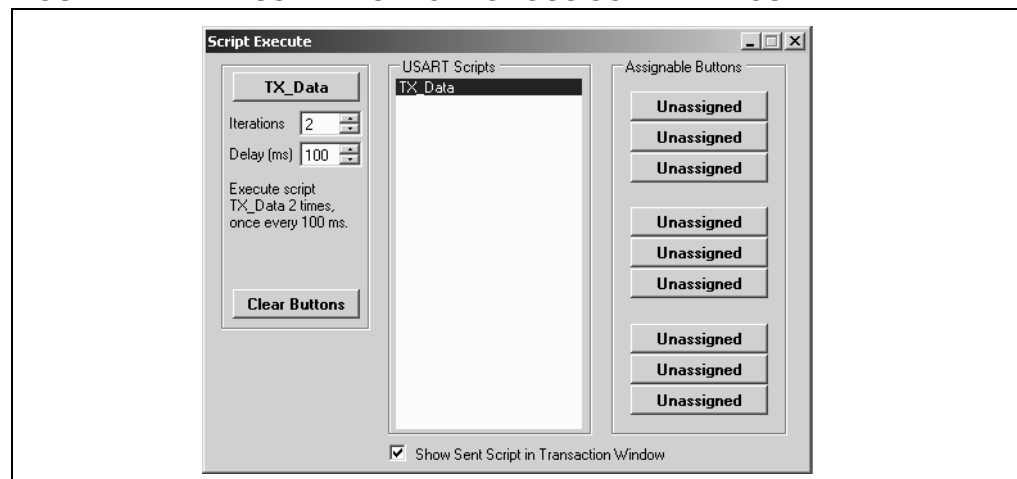 Script Execute
TX_Data
Iterations 2
Delay (ms) 100
Execute script
TX_Data 2 times,
once every 100 ms.
Clear Buttons
USART Scripts
TX_Data
Assignable Buttons
Unassigned
Unassigned
Unassigned
Unassigned
Unassigned
Unassigned
Unassigned
Unassigned
Unassigned
Show Sent Script in Transaction Window